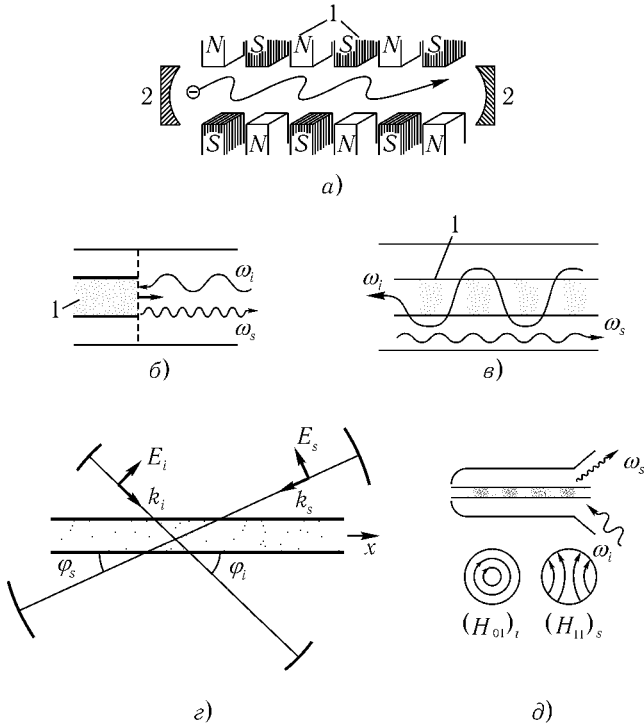 1
N S N S N S
2 2
S N S N S N
а)
1
ω_i
ω_s
б)
1
ω_i
ω_s
в)
E_i
E_s
k_i
k_s
x
φ_s
φ_i
г)
ω_s
ω_i
(H_01)_i (H_11)_s
д)